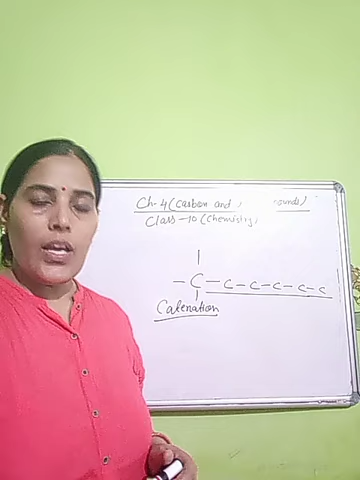 Ch-4 (Carbon and ounds)
Class -10 (Chemistry)
- C - C - C - C - C - C
Catenation